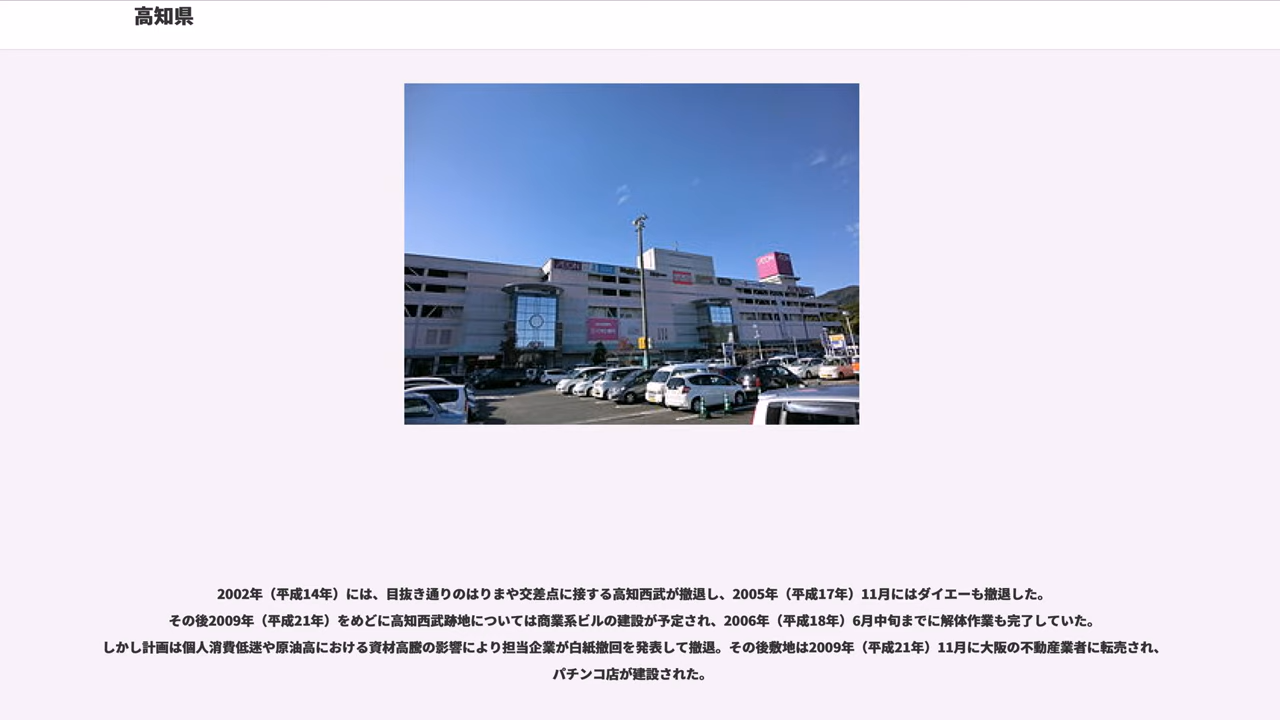 高知県
ÆON
ÆON
2002年（平成14年）には、目抜き通りのはりまや交差点に接する高知西武が撤退し、2005年（平成17年）11月にはダイエーも撤退した。
その後2009年（平成21年）をめどに高知西武跡地については商業系ビルの建設が予定され、2006年（平成18年）6月中旬までに解体作業も完了していた。
しかし計画は個人消費低迷や原油高における資材高騰の影響により担当企業が白紙撤回を発表して撤退。その後敷地は2009年（平成21年）11月に大阪の不動産業者に転売され、
パチンコ店が建設された。